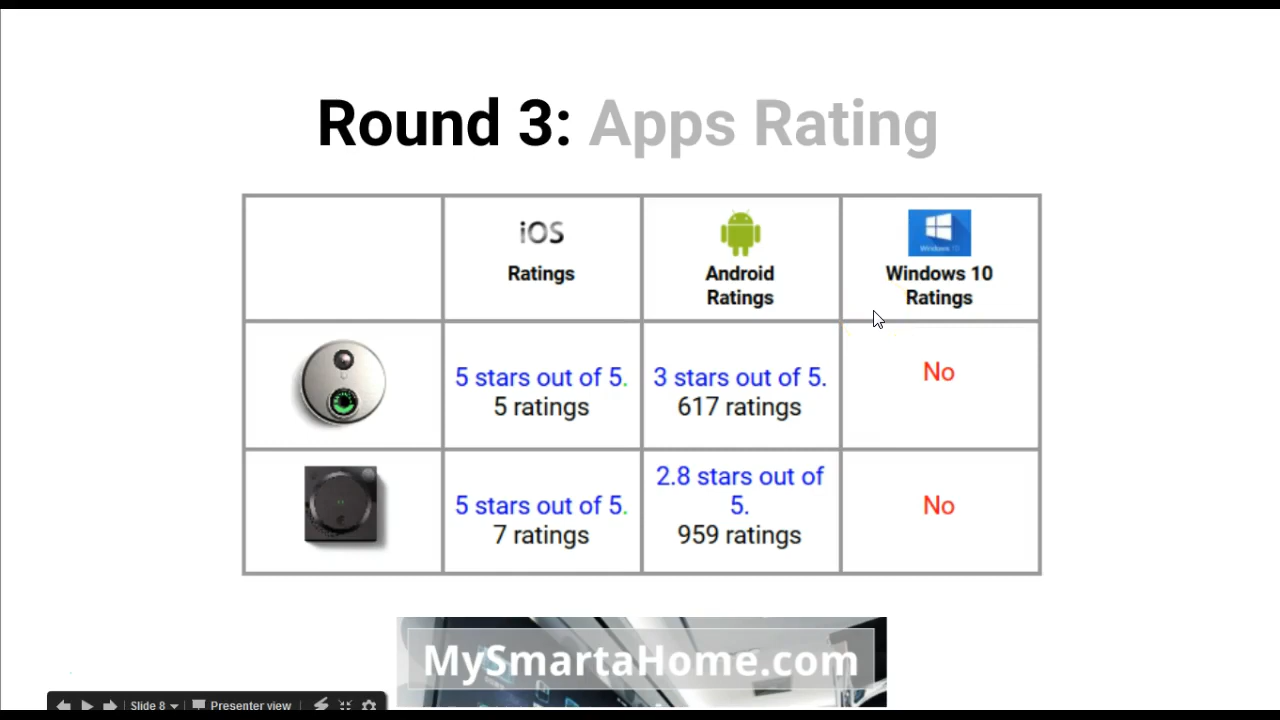 Round 3: Apps Rating
iOS
Ratings
Android
Ratings
Windows 10
Windows 10
Ratings
5 stars out of 5.
5 ratings
3 stars out of 5.
617 ratings
No
5 stars out of 5.
7 ratings
2.8 stars out of
5.
959 ratings
No
MySmartaHome.com
Slide 8
Presenter view